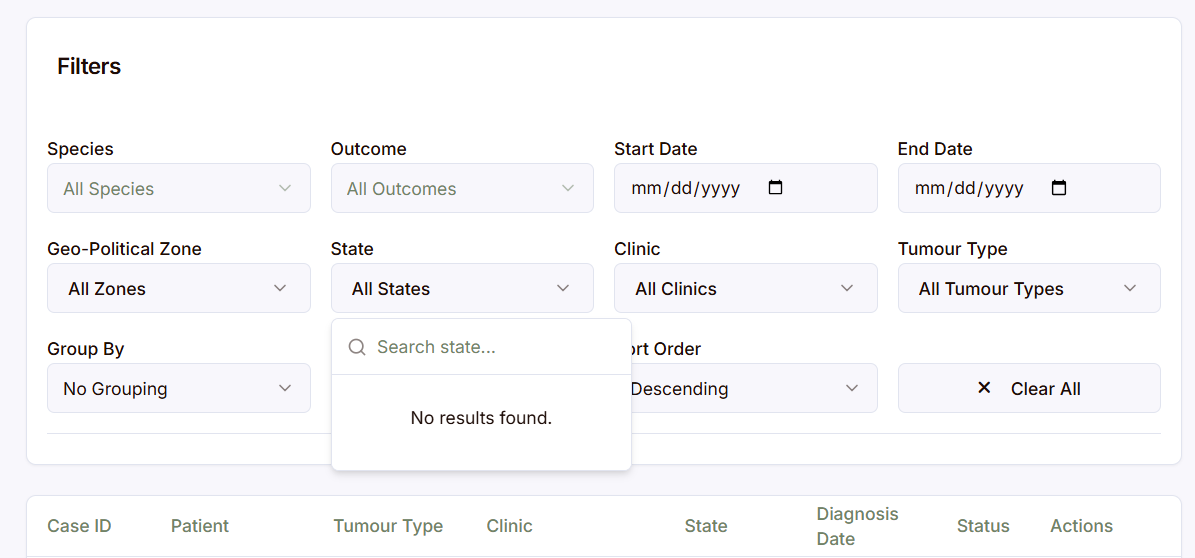 Filters
Species
Outcome
Start Date
End Date
All Species
All Outcomes
mm/dd/yyyy
mm/dd/yyyy
Geo-Political Zone
State
Clinic
Tumour Type
All Zones
All States
All Clinics
All Tumour Types
Search state...
No results found.
Group By
ort Order
No Grouping
Descending
Clear All
Case ID
Patient
Tumour Type
Clinic
State
Diagnosis
Date
Status
Actions